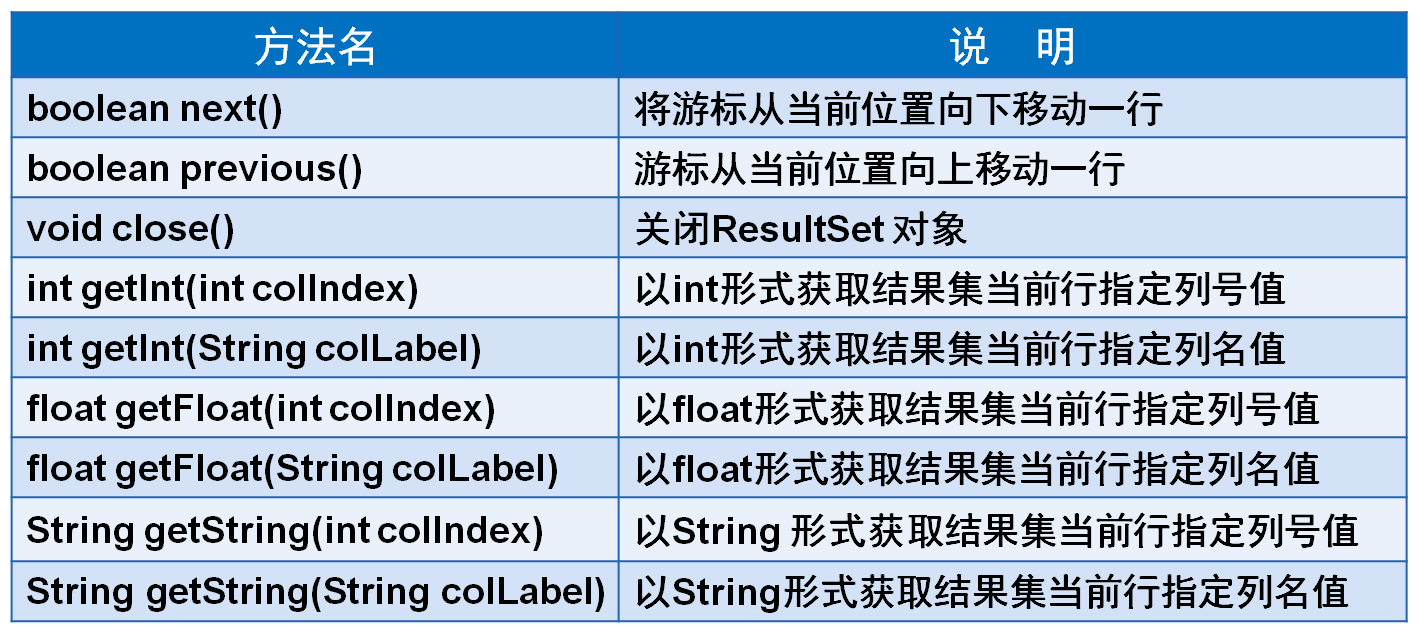 方法名 说 明
boolean next() 将游标从当前位置向下移动一行
boolean previous() 游标从当前位置向上移动一行
void close() 关闭ResultSet 对象
int getInt(int colIndex) 以int形式获取结果集当前行指定列号值
int getInt(String colLabel) 以int形式获取结果集当前行指定列名值
float getFloat(int colIndex) 以float形式获取结果集当前行指定列号值
float getFloat(String colLabel) 以float形式获取结果集当前行指定列名值
String getString(int colIndex) 以String 形式获取结果集当前行指定列号值
String getString(String colLabel) 以String形式获取结果集当前行指定列名值